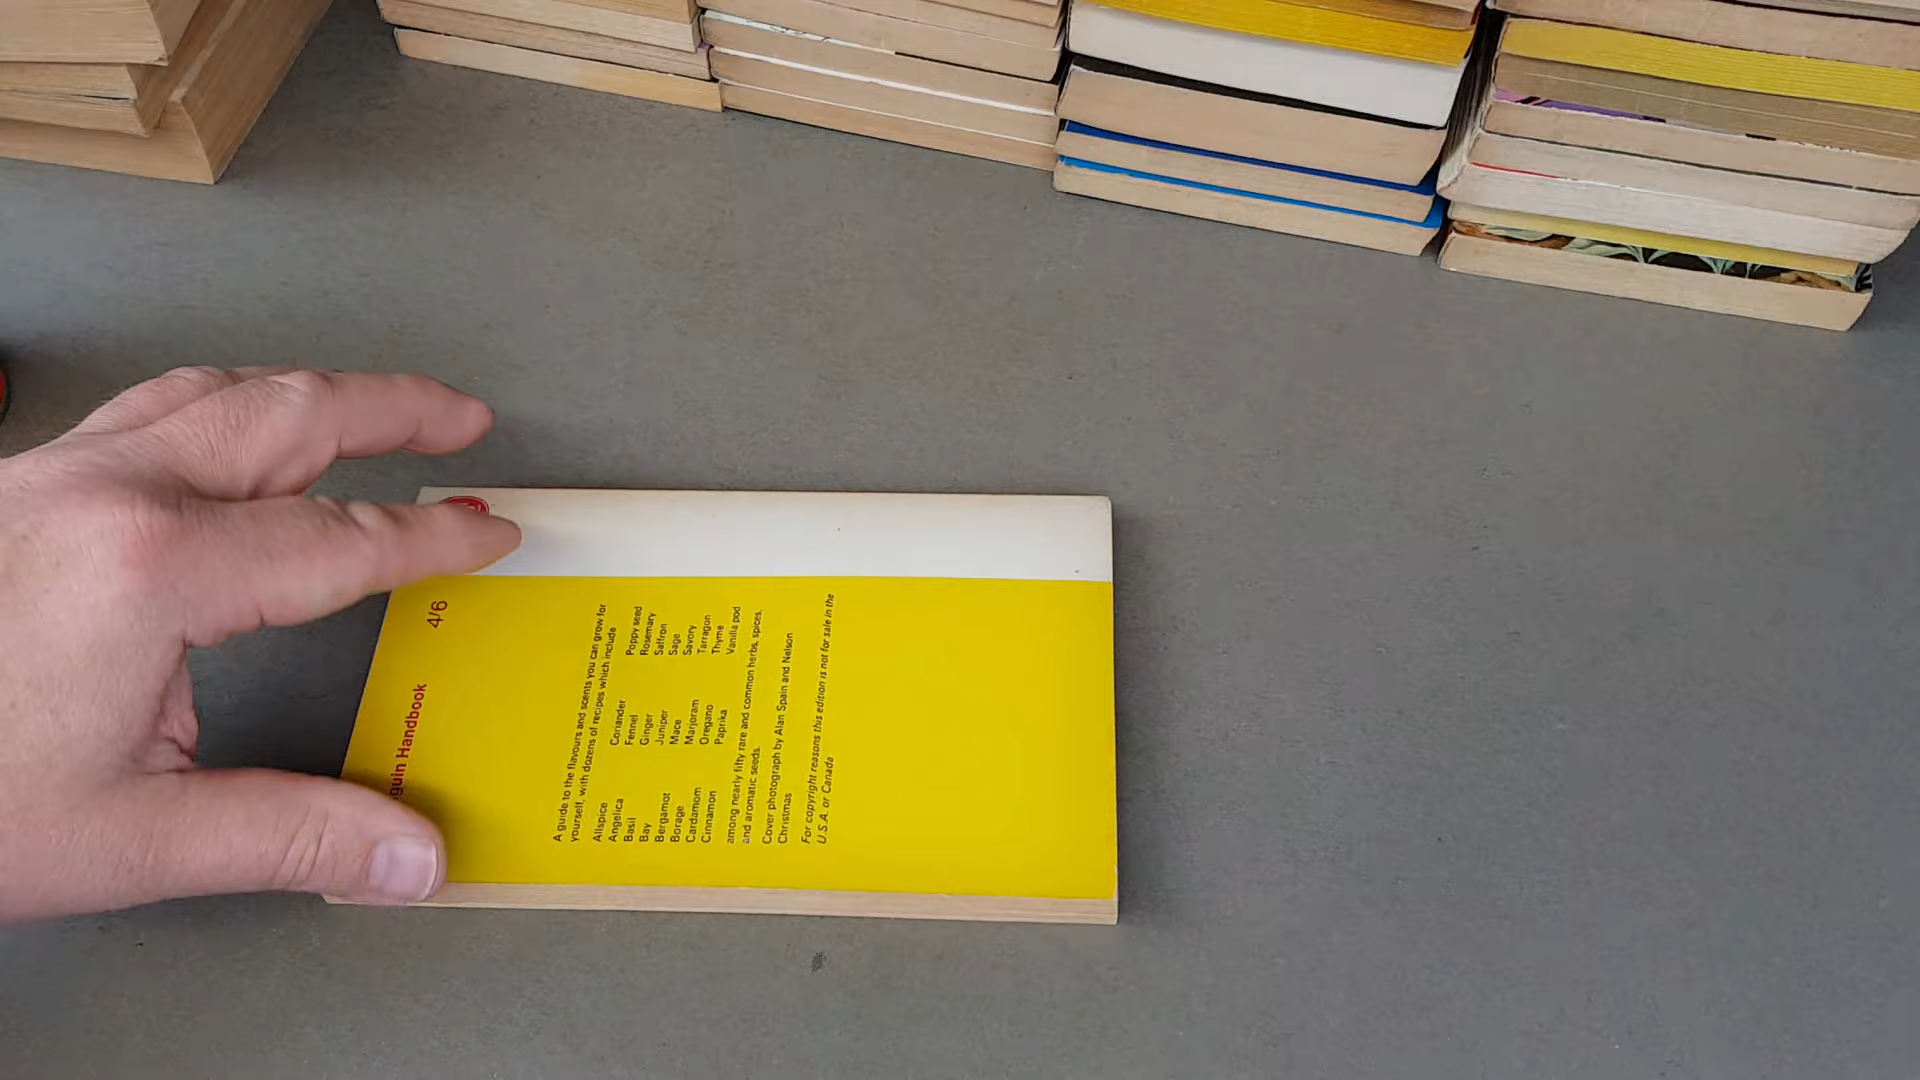 guin Handbook 4/6
A guide to the flavours and scents you can grow for
yourself, with dozens of recipes which include
Allspice Coriander Poppy seed
Angelica Fennel Rosemary
Basil Ginger Saffron
Bay Juniper Sage
Bergamot Mace Savory
Borage Marjoram Tarragon
Cardamom Oregano Thyme
Cinnamon Paprika Vanilla pod
among nearly fifty rare and common herbs, spices,
and aromatic seeds.
Cover photograph by Alan Spain and Nelson
Christmas
For copyright reasons this edition is not for sale in the
U.S.A. or Canada